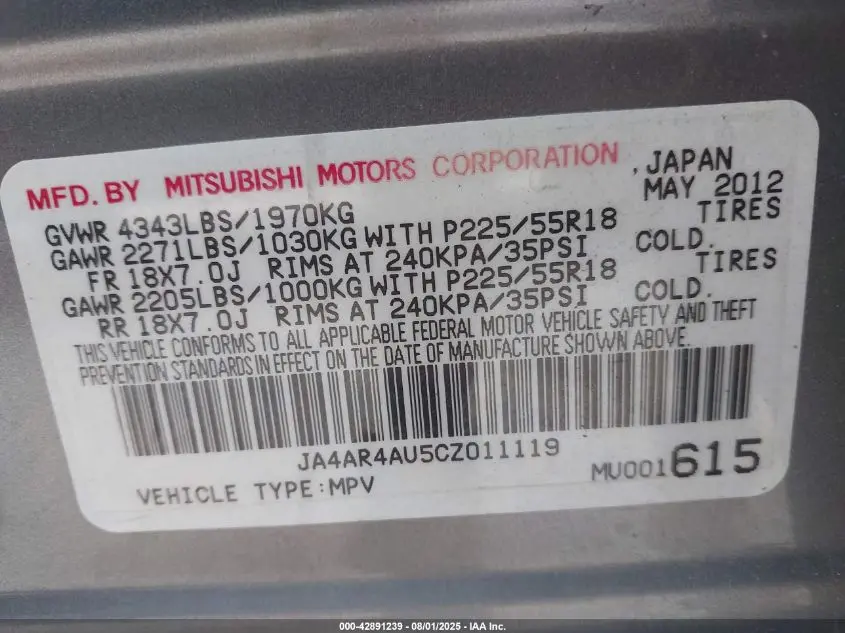 MFD. BY MITSUBISHI MOTORS CORPORATION , JAPAN
GVWR 4343LBS/1970KG MAY 2012
GAWR 2271LBS/1030KG WITH P225/55R18 TIRES
FR 18X7.0J RIMS AT 240KPA/35PSI COLD.
GAWR 2205LBS/1000KG WITH P225/55R18 TIRES
RR 18X7.0J RIMS AT 240KPA/35PSI COLD.
THIS VEHICLE CONFORMS TO ALL APPLICABLE FEDERAL MOTOR VEHICLE SAFETY AND THEFT
PREVENTION STANDARDS IN EFFECT ON THE DATE OF MANUFACTURE SHOWN ABOVE.
JA4AR4AU5CZ011119
VEHICLE TYPE:MPV MU001615
000-42891239 - 08/01/2025 - IAA Inc.